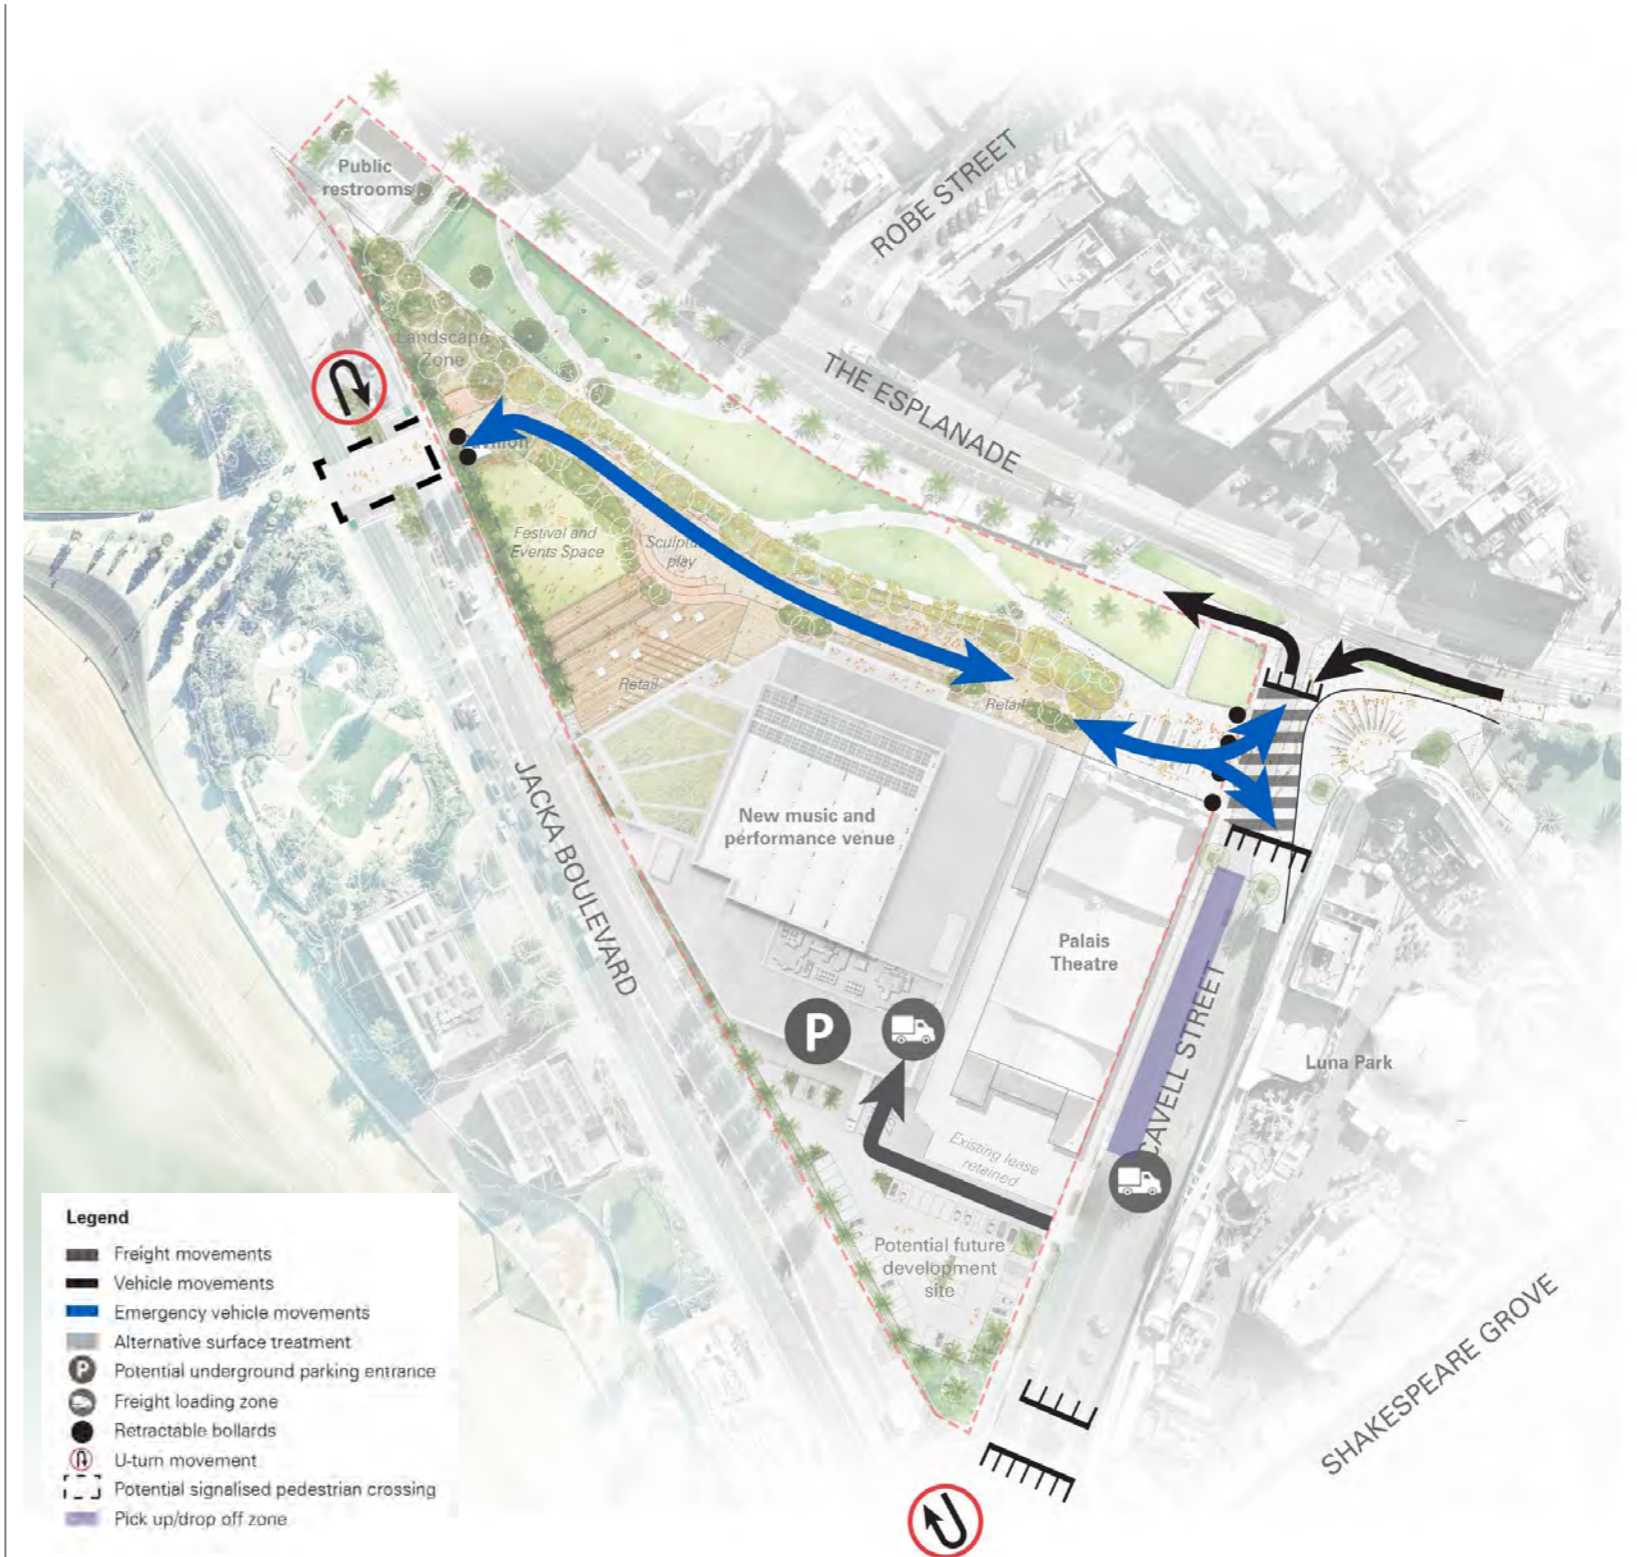 Public
restrooms
ROBE STREET
Landscape
Zone
THE ESPLANADE
Festival and
Events Space
play
Retail
Retail
JACKA BOULEVARD
New music and
performance venue
Palais
Theatre
CAVELL STREET
P
Luna Park
Existing lease
retained
Potential future
development
site
SHAKESPEARE GROVE
Legend
Freight movements
Vehicle movements
Emergency vehicle movements
Alternative surface treatment
P Potential underground parking entrance
Freight loading zone
Retractable bollards
U-turn movement
Potential signalised pedestrian crossing
Pick up/drop off zone